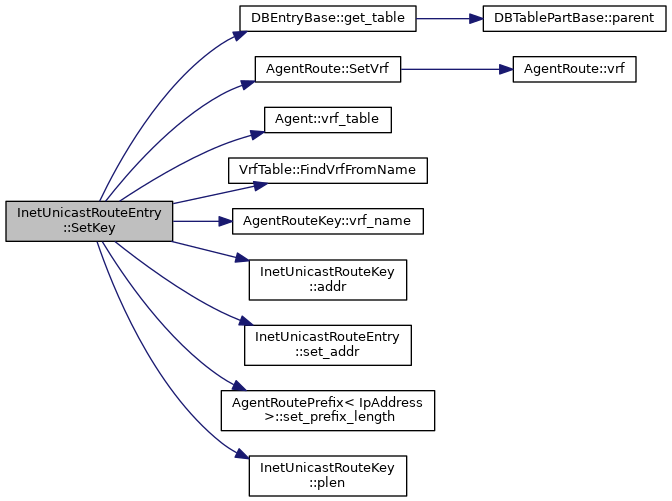 DBEntryBase::get_table
DBTablePartBase::parent
AgentRoute::SetVrf
AgentRoute::vrf
Agent::vrf_table
VrfTable::FindVrfFromName
InetUnicastRouteEntry
::SetKey
AgentRouteKey::vrf_name
InetUnicastRouteKey
::addr
InetUnicastRouteEntry
::set_addr
AgentRoutePrefix< IpAddress
>::set_prefix_length
InetUnicastRouteKey
::plen